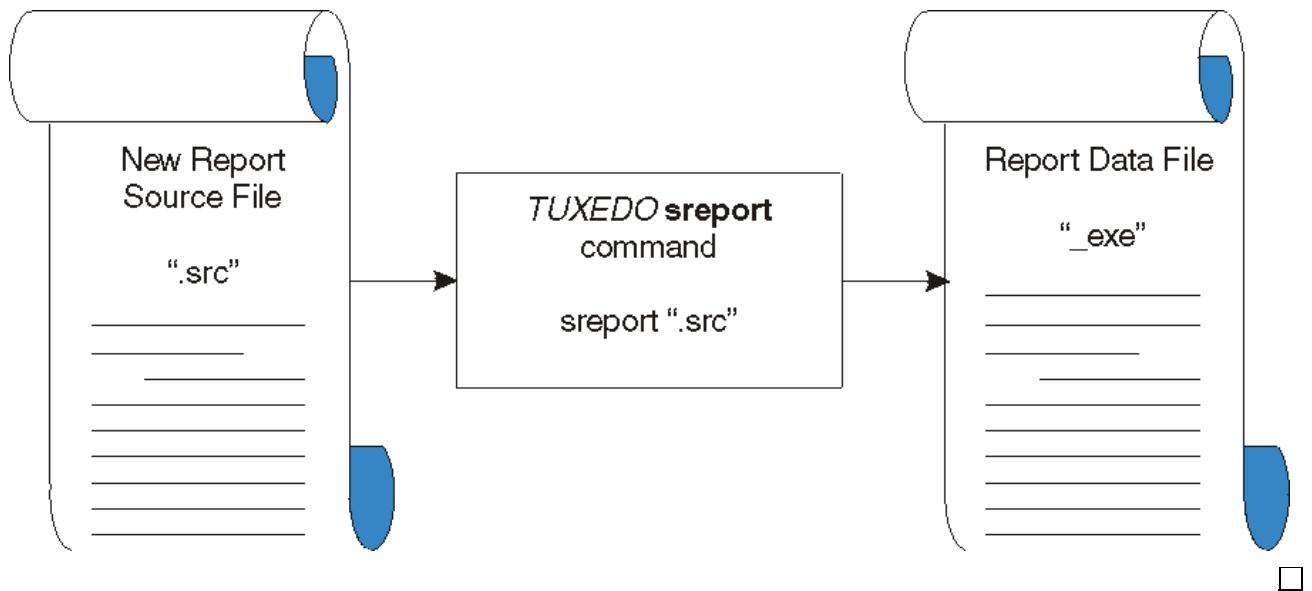 New Report
Source File
“.src”
TUXEDO sreport
command
sreport “.src”
Report Data File
“_exe”